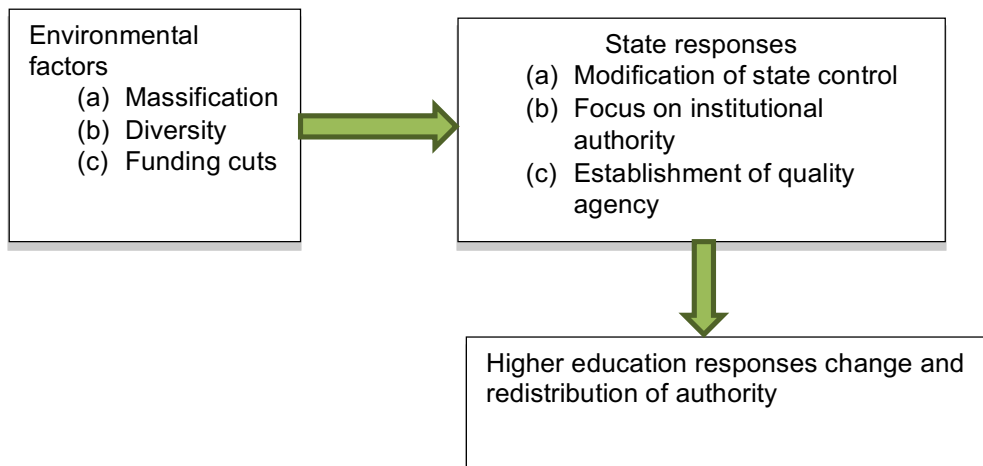 Environmental
factors
(a) Massification
(b) Diversity
(c) Funding cuts
State responses
(a) Modification of state control
(b) Focus on institutional
authority
(c) Establishment of quality
agency
Higher education responses change and
redistribution of authority